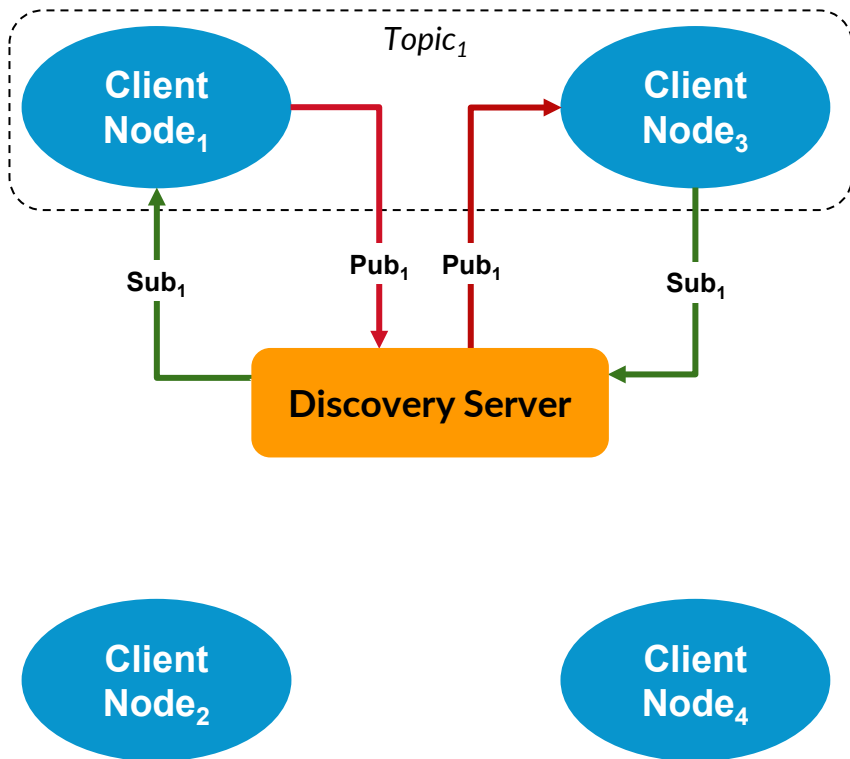 Topic₁
Client
Node₁
Client
Node₃
Sub₁
Pub₁
Pub₁
Sub₁
Discovery Server
Client
Node₂
Client
Node₄